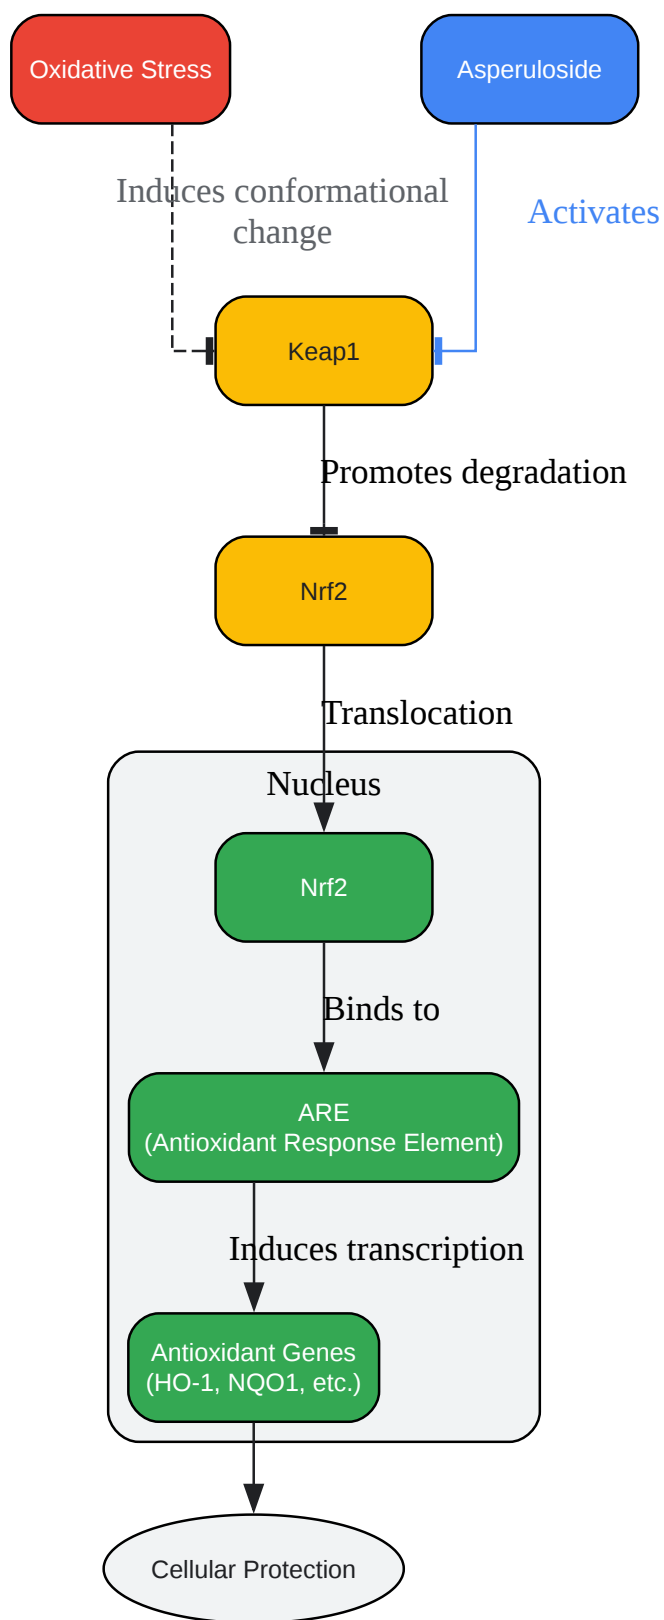 Oxidative Stress
Asperuloside
Induces conformational
change
Activates
Keap1
Promotes degradation
Nrf2
Translocation
Nucleus
Nrf2
Binds to
ARE
(Antioxidant Response Element)
Induces transcription
Antioxidant Genes
(HO-1, NQO1, etc.)
Cellular Protection